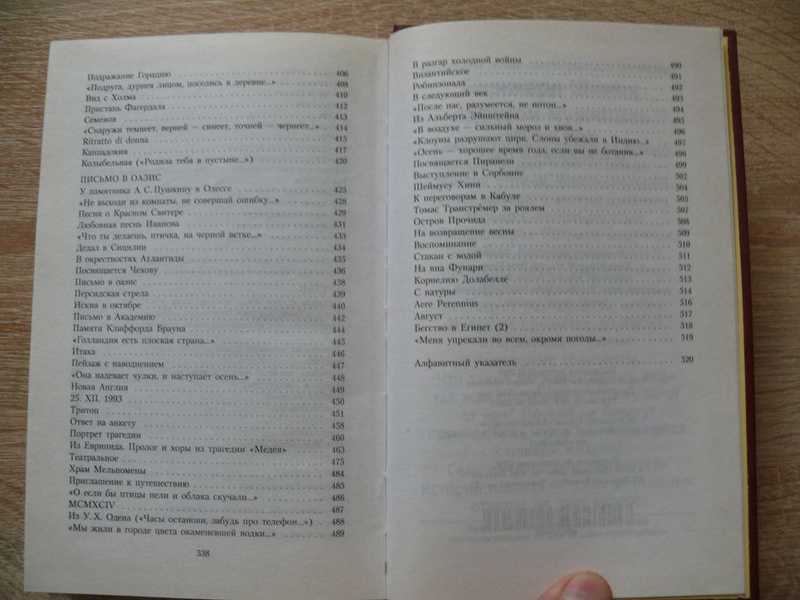 Подражание Горацию 406
«Подруга, дурнея лицом, поселись в деревне...» 408
Вид с Холма 410
Пристань Фагердала 412
Семенов 413
«Снаружи темнеет, верней — синеет, точней — чернеет...» 414
Ritratto di donna 415
Каппадокия 417
Колыбельная («Родила тебя в пустыне...») 420
ПИСЬМО В ОАЗИС
У памятника А.С. Пушкину в Одессе 425
«Не выходи из комнаты, не совершай ошибку...» 428
Песня о Красном Свитере 429
Любовная песнь Иванова 431
«Что ты делаешь, птичка, на черной ветке...» 433
Дедал в Сицилии 434
В окрестностях Атлантиды 435
Посвящается Чехову 436
Письмо в оазис 438
Персидская стрела 439
Иския в октябре 440
Письмо в Академию 442
Памяти Клиффорда Брауна 444
«Голландия есть плоская страна...» 445
Итака 446
Пейзаж с наводнением 447
«Она надевает чулки, и наступает осень...» 448
Новая Англия 449
25. XII. 1993 450
Тритон 451
Ответ на анкету 458
Портрет трагедии 460
Из Еврипида. Пролог и хоры из трагедии «Медея» 463
Театральное 475
Храм Мельпомены 484
Приглашение к путешествию 485
«О если бы птицы пели и облака скучали...» 486
MCMXCIV 487
Из У.Х. Одена («Часы останови, забудь про телефон...») 488
«Мы жили в городе цвета окаменевшей водки...» 489
538
В разгар холодной войны 490
Византийское 491
Робинзонада 492
В следующий век 493
«После нас, разумеется, не потоп...» 494
Из Альберта Эйнштейна
«В воздухе — сильный мороз и хвоя...» 496
«Клоуны разрушают цирк. Слоны убежали в Индию...»
«Осень — хорошее время года, если вы не ботаник...»
Посвящается Пиранези 499
Выступление в Сорбонне 502
Шеймусу Хини 504
К переговорам в Кабуле 505
Томас Транстрёмер за роялем 507
Остров Прочида 508
На возвращение весны 509
Воспоминание 510
Стакан с водой 511
На виа Фунари 512
Корнелию Долабелле 513
С натуры 514
Aere Perennius 516
Август 517
Бегство в Египет (2) 518
«Меня упрекали во всем, окромя погоды...» 519
Алфавитный указатель 520